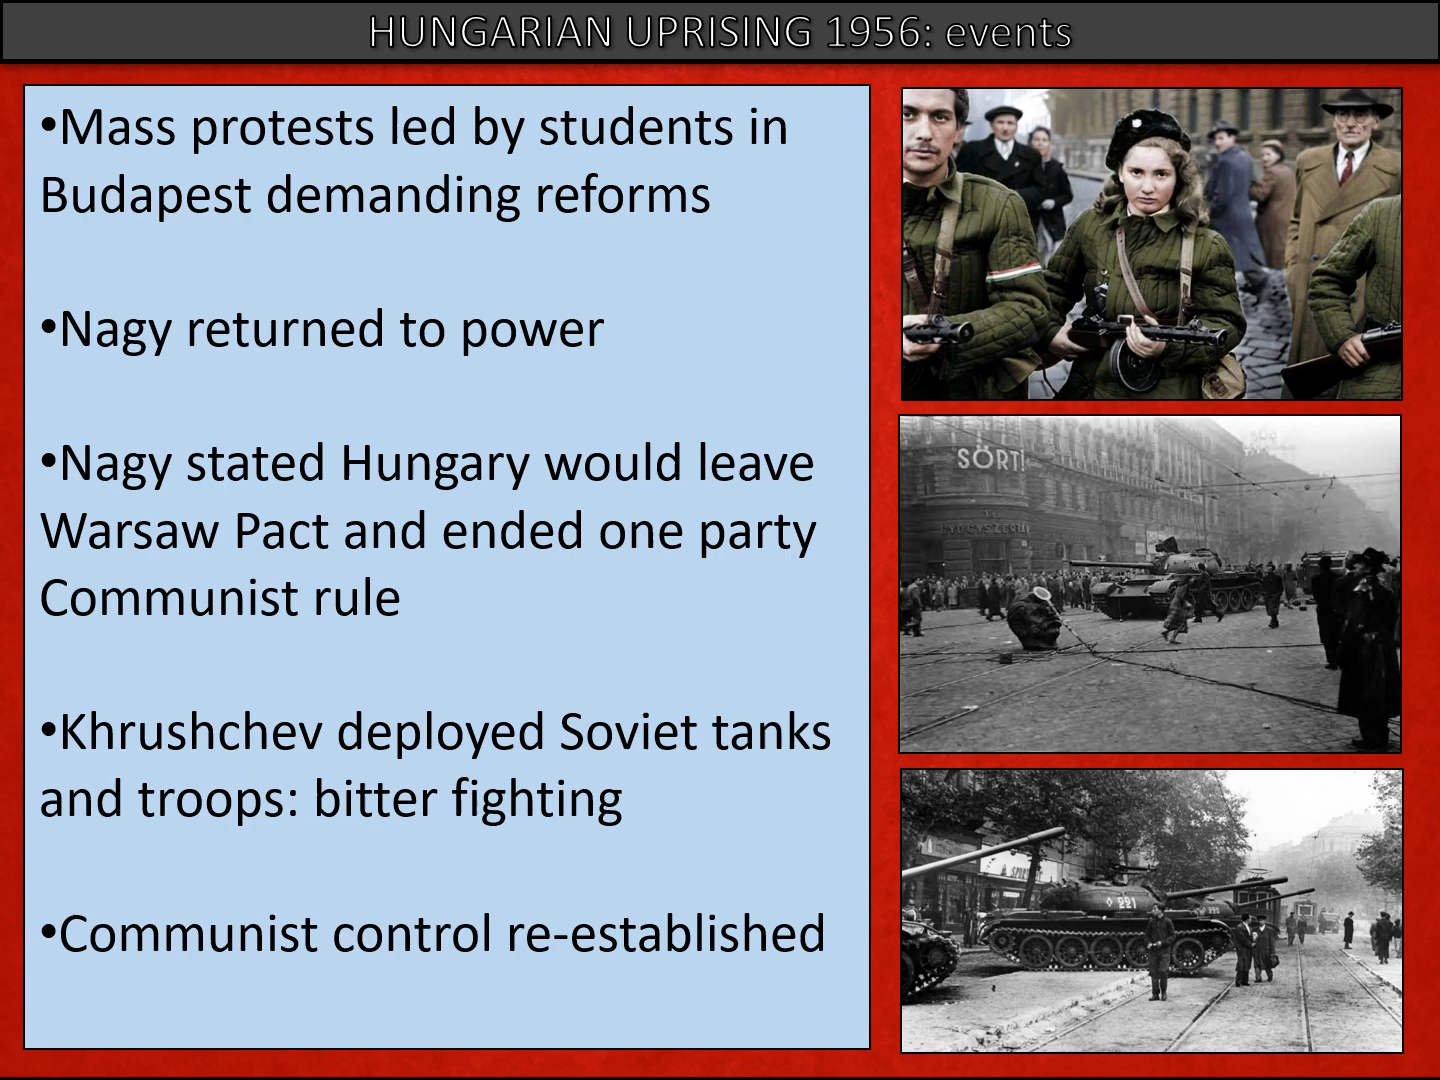 HUNGARIAN UPRISING 1956: events
•Mass protests led by students in
Budapest demanding reforms
•Nagy returned to power
•Nagy stated Hungary would leave
Warsaw Pact and ended one party
Communist rule
•Khrushchev deployed Soviet tanks
and troops: bitter fighting
•Communist control re-established
SÖRT!
221